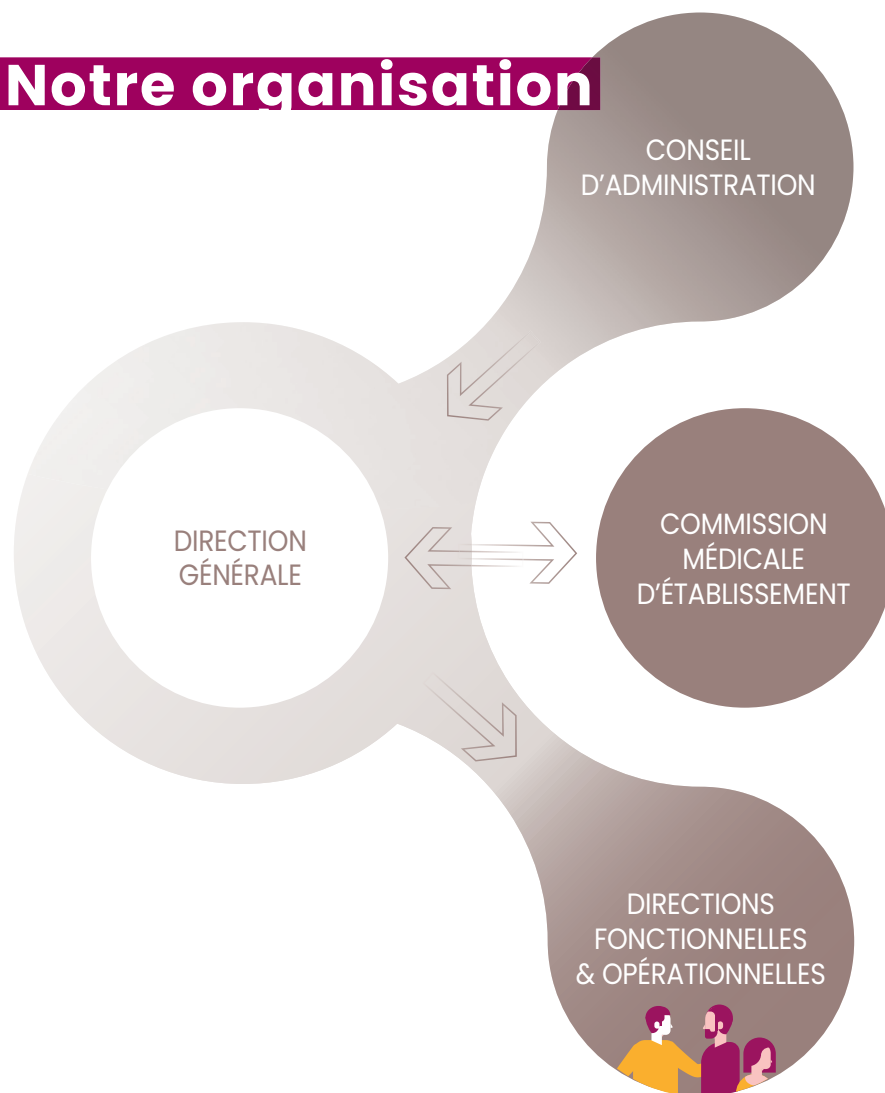 Notre organisation
CONSEIL
D’ADMINISTRATION
DIRECTION
GÉNÉRALE
COMMISSION
MÉDICALE
D’ÉTABLISSEMENT
DIRECTIONS
FONCTIONNELLES
& OPÉRATIONNELLES